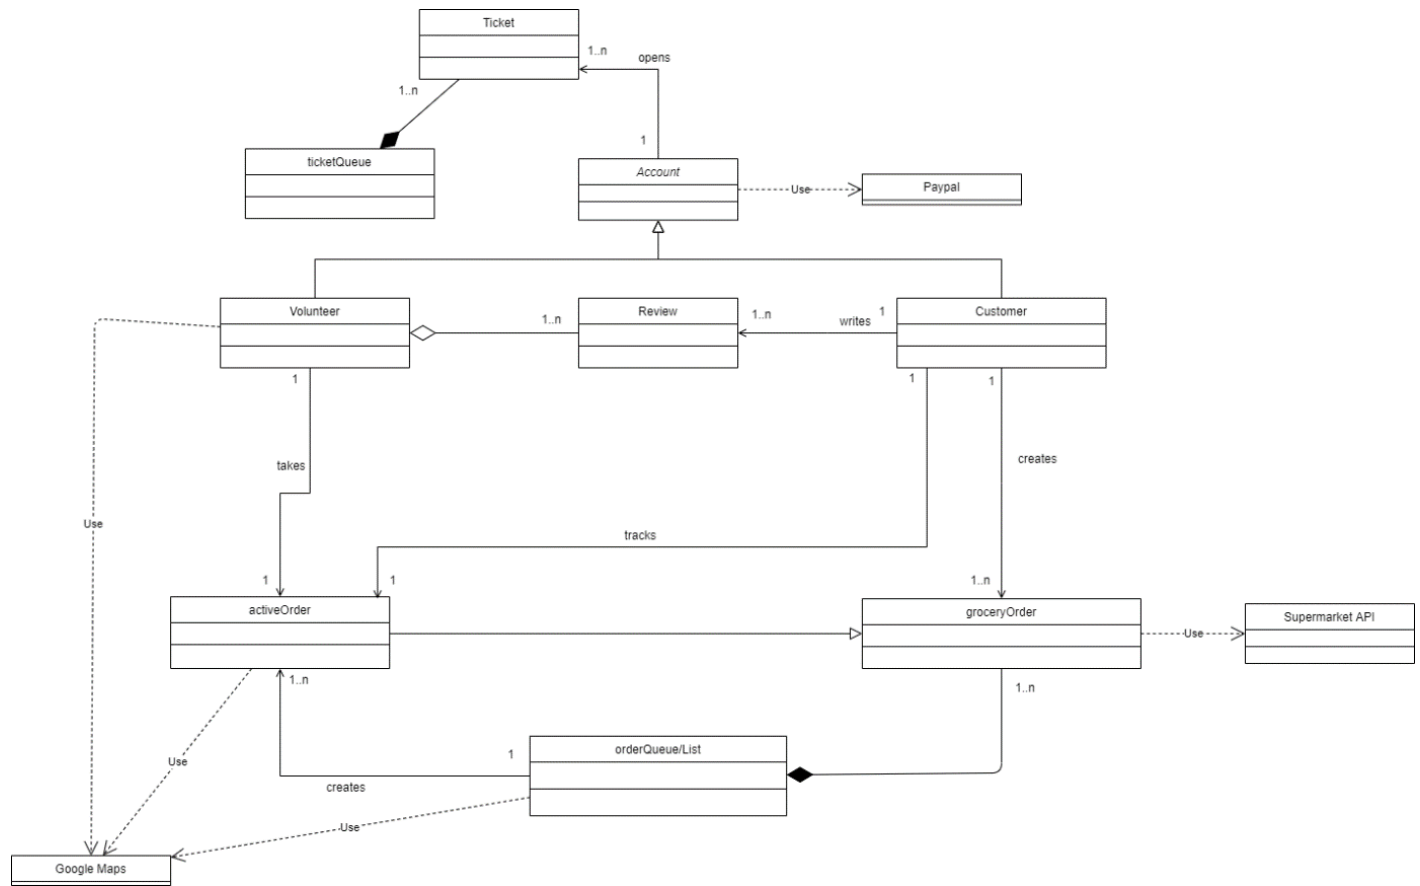 Ticket
1..n
opens
1..n
1
ticketQueue
Account
Use
Paypal
Volunteer
Review
Customer
1..n
1..n
writes
1
1
1
1
takes
creates
Use
tracks
1
1
1..n
activeOrder
groceryOrder
Supermarket API
Use
1..n
1..n
1
orderQueue/List
Use
creates
Use
Google Maps